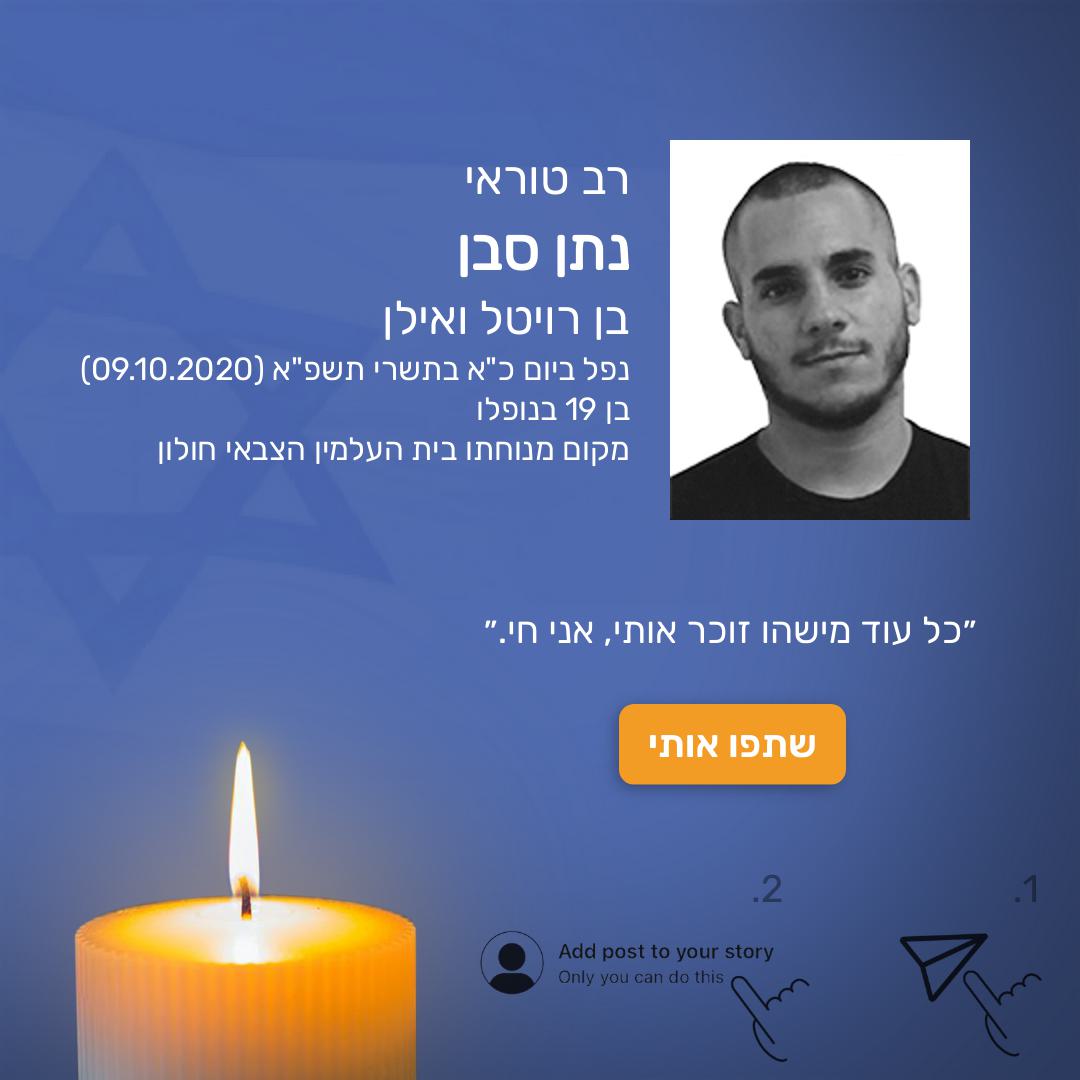 רב טוראי
נתן סבן
בן רויטל ואילן
נפל ביום כ"א בתשרי תשפ"א (09.10.2020)
בן 19 בנופלו
מקום מנוחתו בית העלמין הצבאי חולון
״כל עוד מישהו זוכר אותי, אני חי.״
שתפו אותי
.1
.2
Add post to your story
Only you can do this